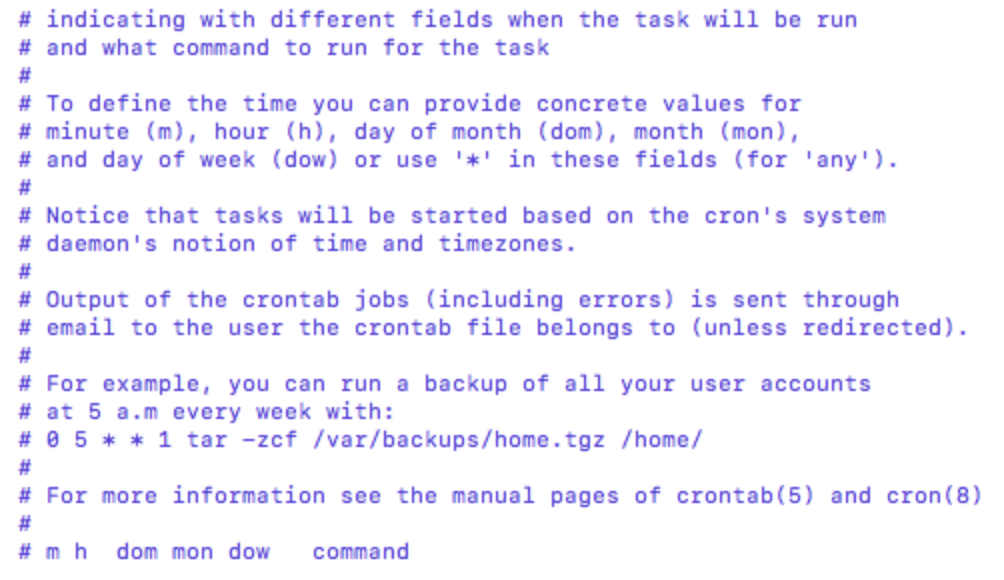 # indicating with different fields when the task will be run
# and what command to run for the task
#
# To define the time you can provide concrete values for
# minute (m), hour (h), day of month (dom), month (mon),
# and day of week (dow) or use '*' in these fields (for 'any').
#
# Notice that tasks will be started based on the cron's system
# daemon's notion of time and timezones.
#
# Output of the crontab jobs (including errors) is sent through
# email to the user the crontab file belongs to (unless redirected).
#
# For example, you can run a backup of all your user accounts
# at 5 a.m every week with:
# 0 5 * * 1 tar -zcf /var/backups/home.tgz /home/
#
# For more information see the manual pages of crontab(5) and cron(8)
#
# m h  dom mon dow   command